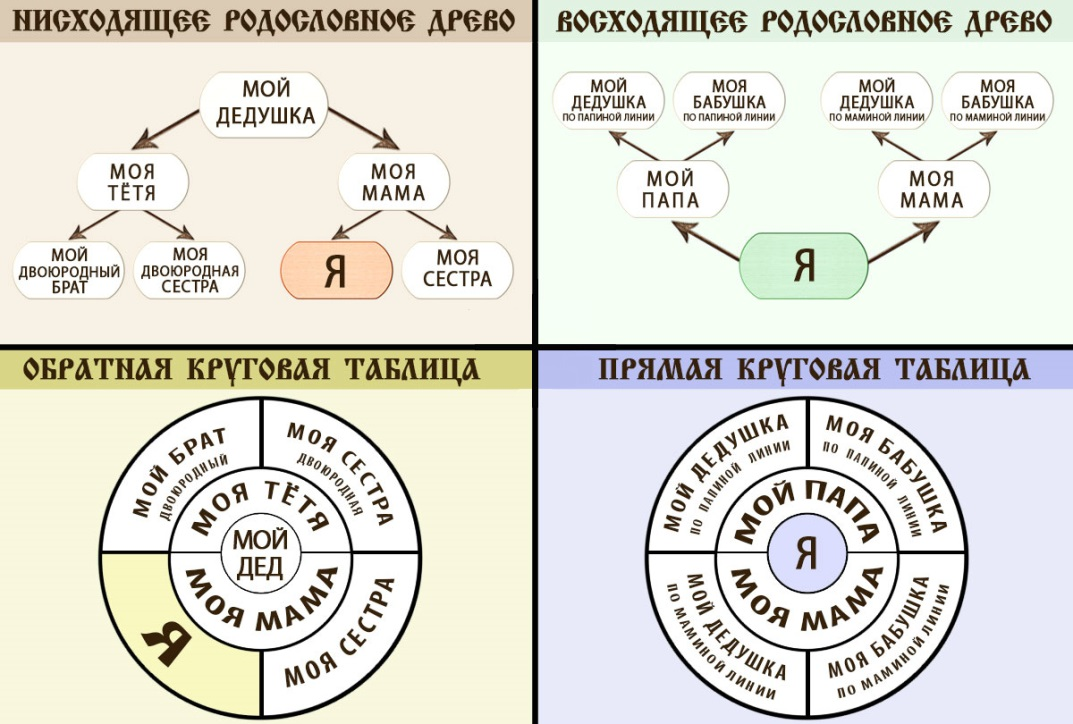 НИСХОДЯЩЕЕ РОДОСЛОВНОЕ ДРЕВО
МОЙ
ДЕДУШКА
МОЯ
ТЁТЯ
МОЯ
МАМА
МОЙ
ДВОЮРОДНЫЙ
БРАТ
МОЯ
ДВОЮРОДНАЯ
СЕСТРА
Я
МОЯ
СЕСТРА
ВОСХОДЯЩЕЕ РОДОСЛОВНОЕ ДРЕВО
МОЙ
ДЕДУШКА
ПО ПАПИНОЙ ЛИНИИ
МОЯ
БАБУШКА
ПО ПАПИНОЙ ЛИНИИ
МОЙ
ДЕДУШКА
ПО МАМИНОЙ ЛИНИИ
МОЯ
БАБУШКА
ПО МАМИНОЙ ЛИНИИ
МОЙ
ПАПА
МОЯ
МАМА
Я
ОБРАТНАЯ КРУГОВАЯ ТАБЛИЦА
МОЙ БРАТ
ДВОЮРОДНЫЙ
МОЯ СЕСТРА
ДВОЮРОДНАЯ
МОЯ ТЁТЯ
МОЙ
ДЕД
МОЯ МАМА
Я
МОЯ СЕСТРА
ПРЯМАЯ КРУГОВАЯ ТАБЛИЦА
МОЙ ДЕДУШКА
ПО ПАПИНОЙ ЛИНИИ
МОЯ БАБУШКА
ПО ПАПИНОЙ ЛИНИИ
МОЙ ПАПА
Я
МОЯ МАМА
МОЙ ДЕДУШКА
ПО МАМИНОЙ ЛИНИИ
МОЯ БАБУШКА
ПО МАМИНОЙ ЛИНИИ